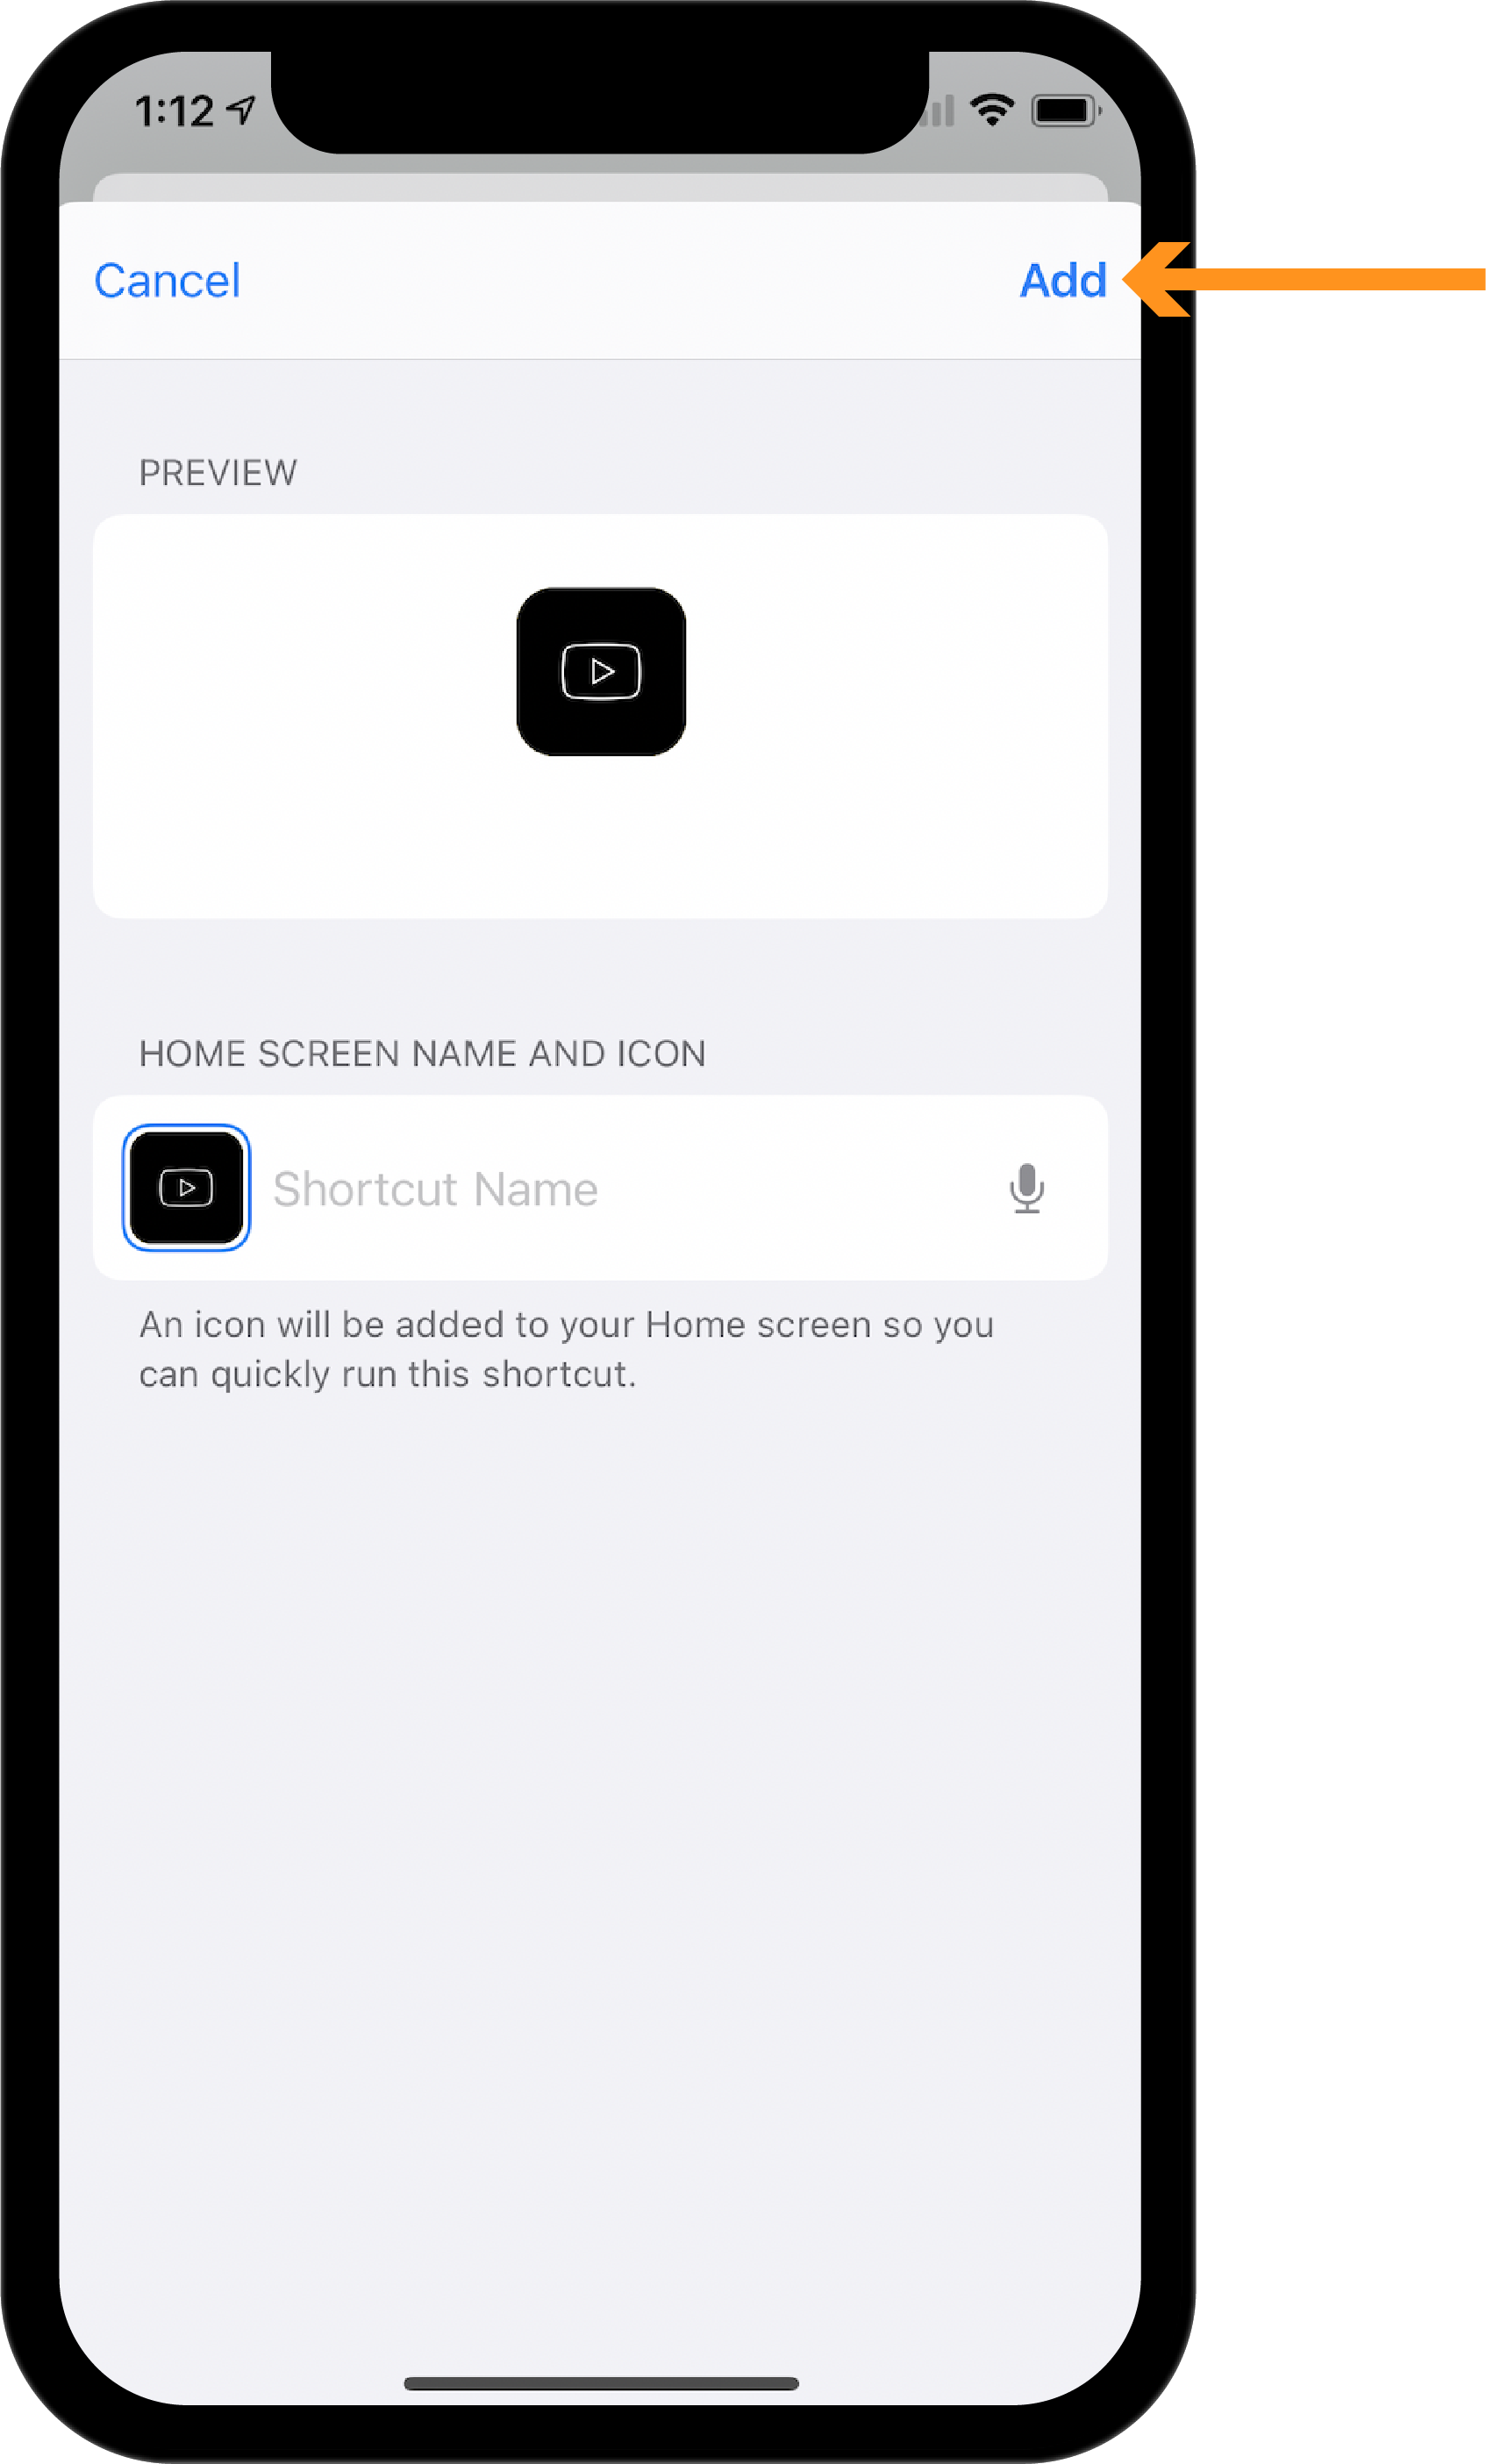 1:12
Cancel
Add
PREVIEW
HOME SCREEN NAME AND ICON
Shortcut Name
An icon will be added to your Home screen so you
can quickly run this shortcut.